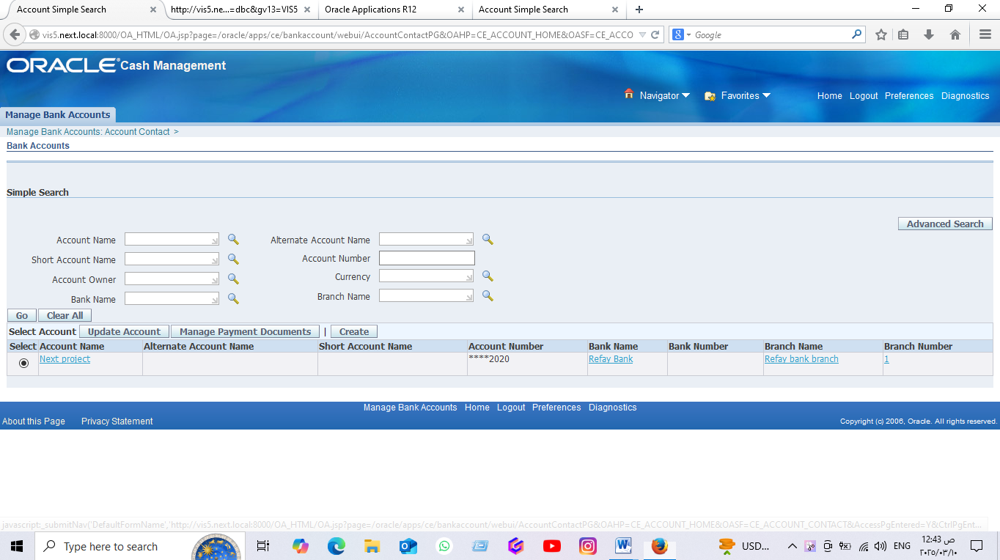 Account Simple Search
http://vis5.ne...=dbc&gv13=VIS5
Oracle Applications R12
Account Simple Search
vis5.next.local:8000/OA_HTML/OA.jsp?page=/oracle/apps/ce/bankaccount/webui/AccountContactPG&OAHP=CE_ACCOUNT_HOME&OASF=CE_ACCO
Google
ORACLE® Cash Management
Navigator Favorites Home Logout Preferences Diagnostics
Manage Bank Accounts
Manage Bank Accounts: Account Contact >
Bank Accounts
Simple Search
Advanced Search
Account Name Alternate Account Name
Short Account Name Account Number
Account Owner Currency
Bank Name Branch Name
Go Clear All
Select Account Update Account Manage Payment Documents | Create
Select Account Name Alternate Account Name Short Account Name Account Number Bank Name Bank Number Branch Name Branch Number
Next project ****2020 Refay Bank Refay bank branch 1
Manage Bank Accounts Home Logout Preferences Diagnostics
About this Page Privacy Statement Copyright (c) 2006, Oracle. All rights reserved.
javascript:_submitNav('DefaultFormName','http://vis5.next.local:8000/OA_HTML/OA.jsp?page=/oracle/apps/ce/bankaccount/webui/AccountContactPG&OAHP=CE_ACCOUNT_HOME&OASF=CE_ACCOUNT_CONTACT&AccessPgEntered=Y&CtrlPgEnt...
Type here to search
USD...
ENG
12:43 ص
٢٠٢٥/٠٣/١٠